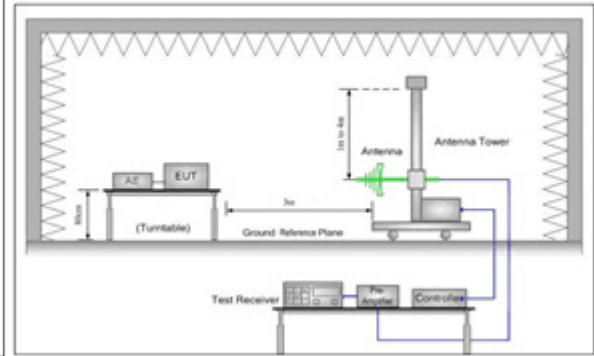 1m to 4m
Antenna
Antenna Tower
AE
EUT
80cm
(Turntable)
3m
Ground Reference Plane
Test Receiver
Pre-
Amplifier
Controller